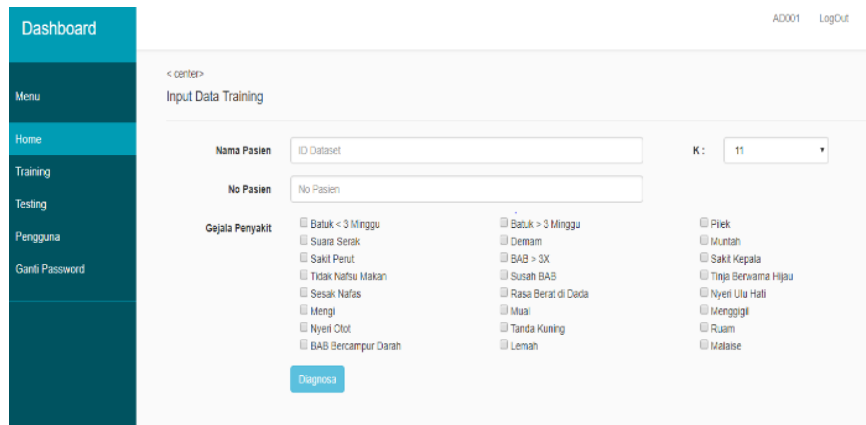 Dashboard
AD001 LogOut
Menu
Home
Training
Testing
Pengguna
Ganti Password
< center>
Input Data Training
Nama Pasien ID Dataset K : 11
No Pasien No Pasien
Gejala Penyakit
Batuk < 3 Minggu Batuk > 3 Minggu Pilek
Suara Serak Demam Muntah
Sakit Perut BAB > 3X Sakit Kepala
Tidak Nafsu Makan Susah BAB Tinja Berwarna Hijau
Sesak Nafas Rasa Berat di Dada Nyeri Ulu Hati
Mengi Mual Menggigil
Nyeri Otot Tanda Kuning Ruam
BAB Bercampur Darah Lemah Malaise
Diagnosa